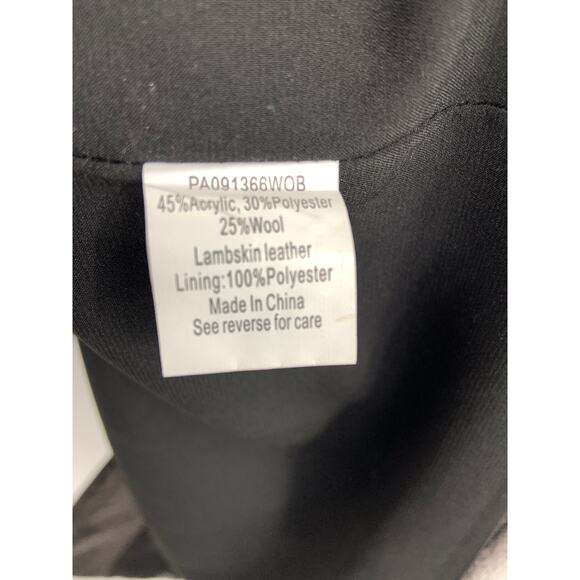 PA091366WOB
45%Acrylic, 30%Polyester
25%Wool
Lambskin leather
Lining:100%Polyester
Made In China
See reverse for care